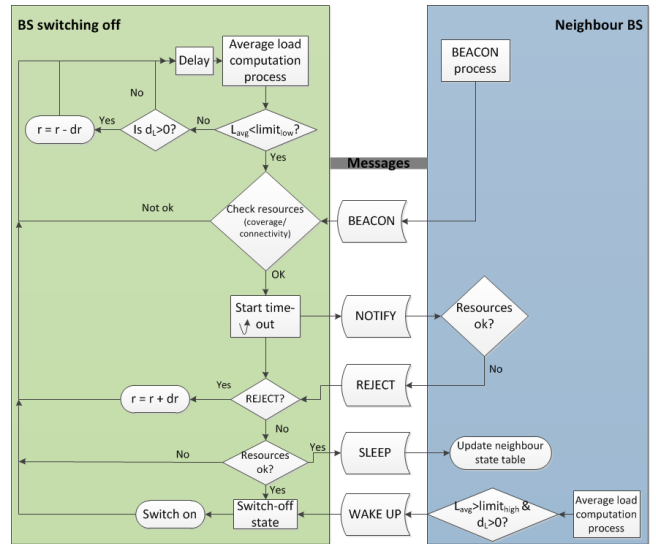 BS switching off
Neighbour BS
Delay
Average load
computation
process
BEACON
process
No
Yes
r = r - dr
Is dL>0?
No
Lavg<limitlow?
Yes
Messages
Not ok
Check resources
(coverage/
connectivity)
BEACON
OK
Start time-
out
NOTIFY
Resources
ok?
No
r = r + dr
Yes
REJECT?
REJECT
No
No
Resources
ok?
Yes
SLEEP
Update neighbour
state table
Yes
Switch on
Switch-off
state
WAKE UP
Lavg>limithigh &
dL>0?
Average load
computation
process